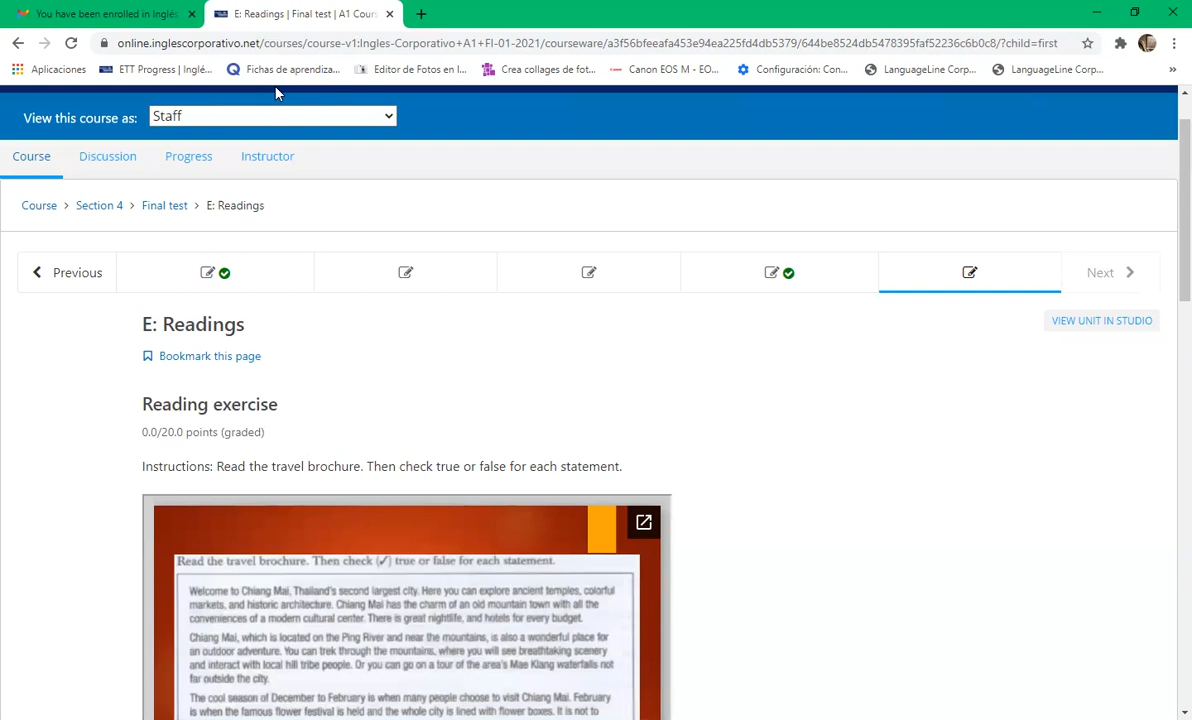 You have been enrolled in Inglés
E: Readings | Final test | A1 Cours
online.inglescorporativo.net/courses/course-v1:Ingles-Corporativo+A1+FI-01-2021/courseware/a3f56bfeeafa453e94ea225fd4db5379/644be8524db5478395faf52236c6b0c8/?child=first
Aplicaciones ETT Progress | Inglé... Fichas de aprendiza... Editor de Fotos en l... Crea collages de fot... Canon EOS M - EO... Configuración: Con... LanguageLine Corp... LanguageLine Corp... »
View this course as: Staff
Course Discussion Progress Instructor
Course > Section 4 > Final test > E: Readings
Previous Next
E: Readings
VIEW UNIT IN STUDIO
Bookmark this page
Reading exercise
0.0/20.0 points (graded)
Instructions: Read the travel brochure. Then check true or false for each statement.
Read the travel brochure. Then check (✓) true or false for each statement.
Welcome to Chiang Mai, Thailand's second largest city. Here you can explore ancient temples, colorful
markets, and historic architecture. Chiang Mai has the charm of an old mountain town with all the
conveniences of a modern cultural center. There is great nightlife, and hotels for every budget.
Chiang Mai, which is located on the Ping River and near the mountains, is also a wonderful place for
an outdoor adventure. You can trek through the mountains, where you will see breathtaking scenery
and interact with local hill tribe people. Or you can go on a tour of the area's Mae Klang waterfalls not
far outside the city.
The cool season of December to February is when many people choose to visit Chiang Mai. February
is when the famous flower festival is held and the whole city is lined with flower boxes. It is not to